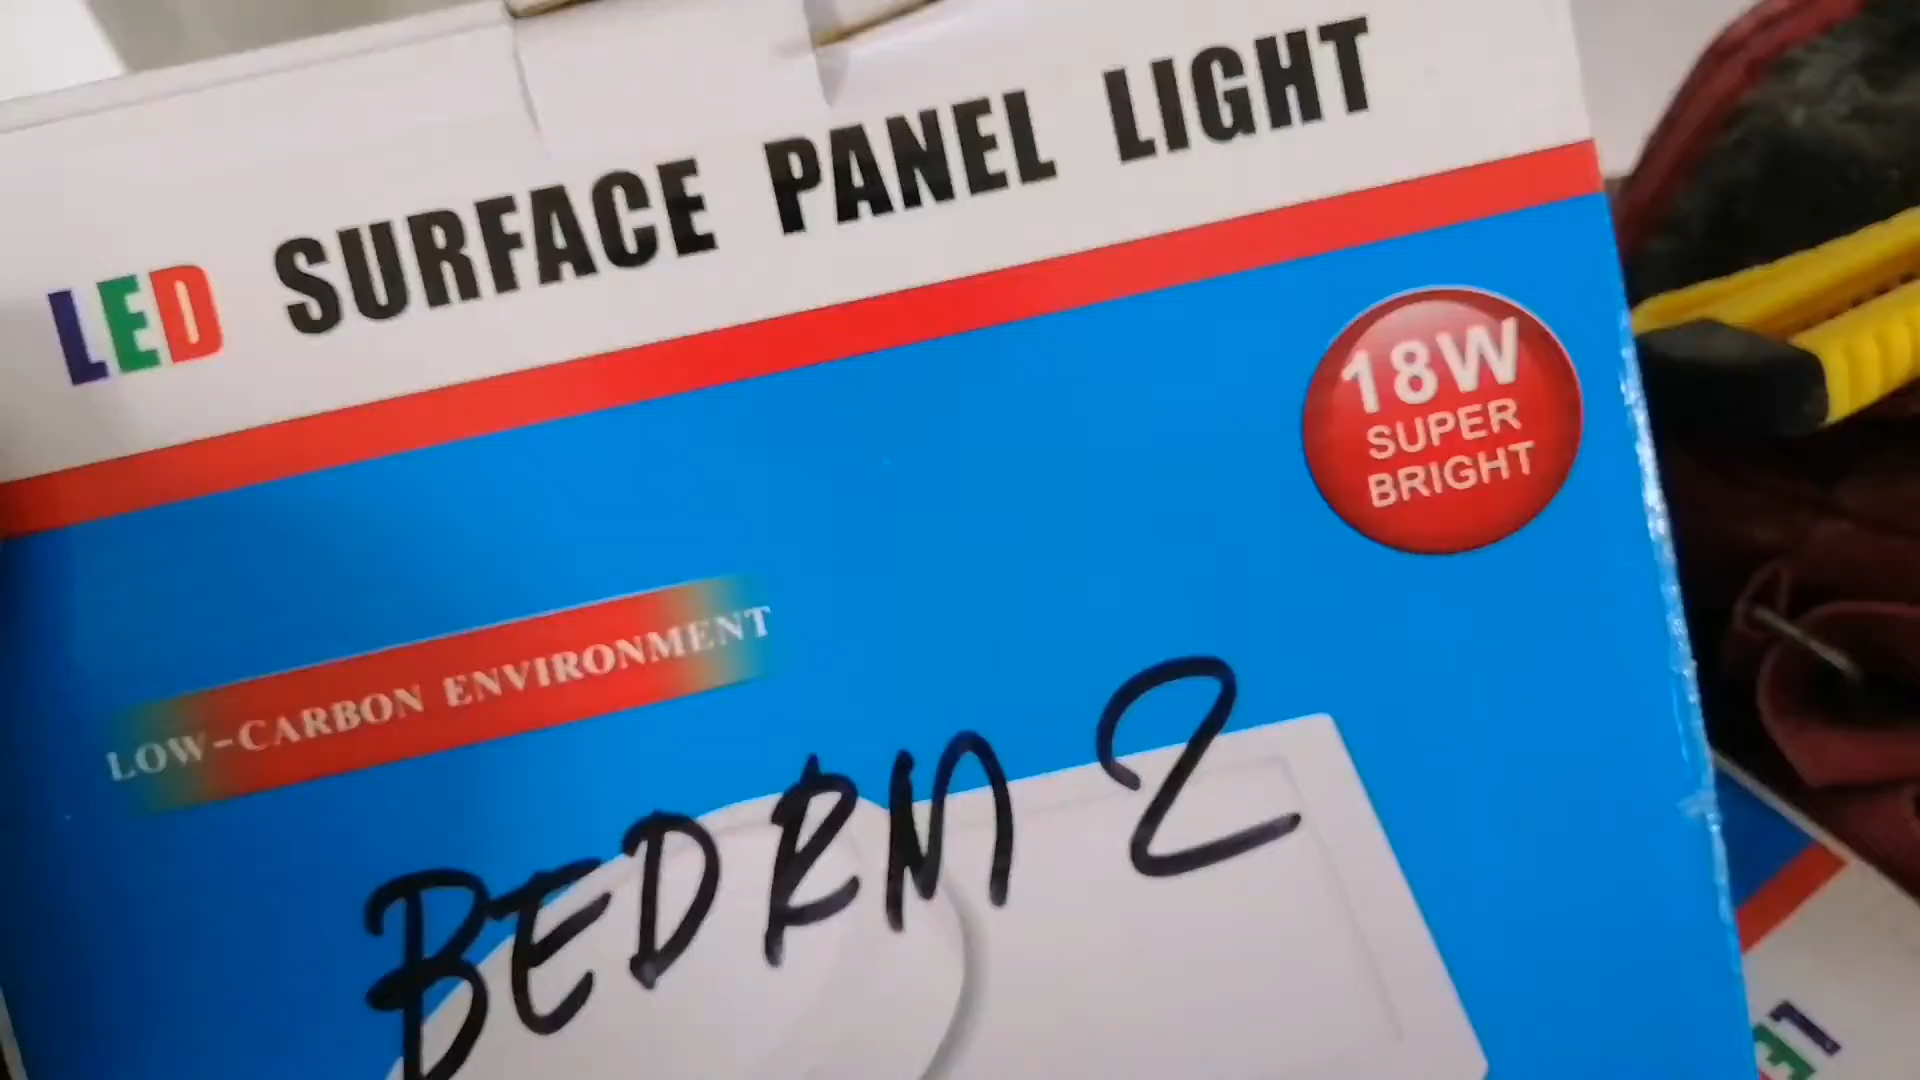 LED SURFACE PANEL LIGHT
18W
SUPER
BRIGHT
LOW-CARBON ENVIRONMENT
BEDRM 2